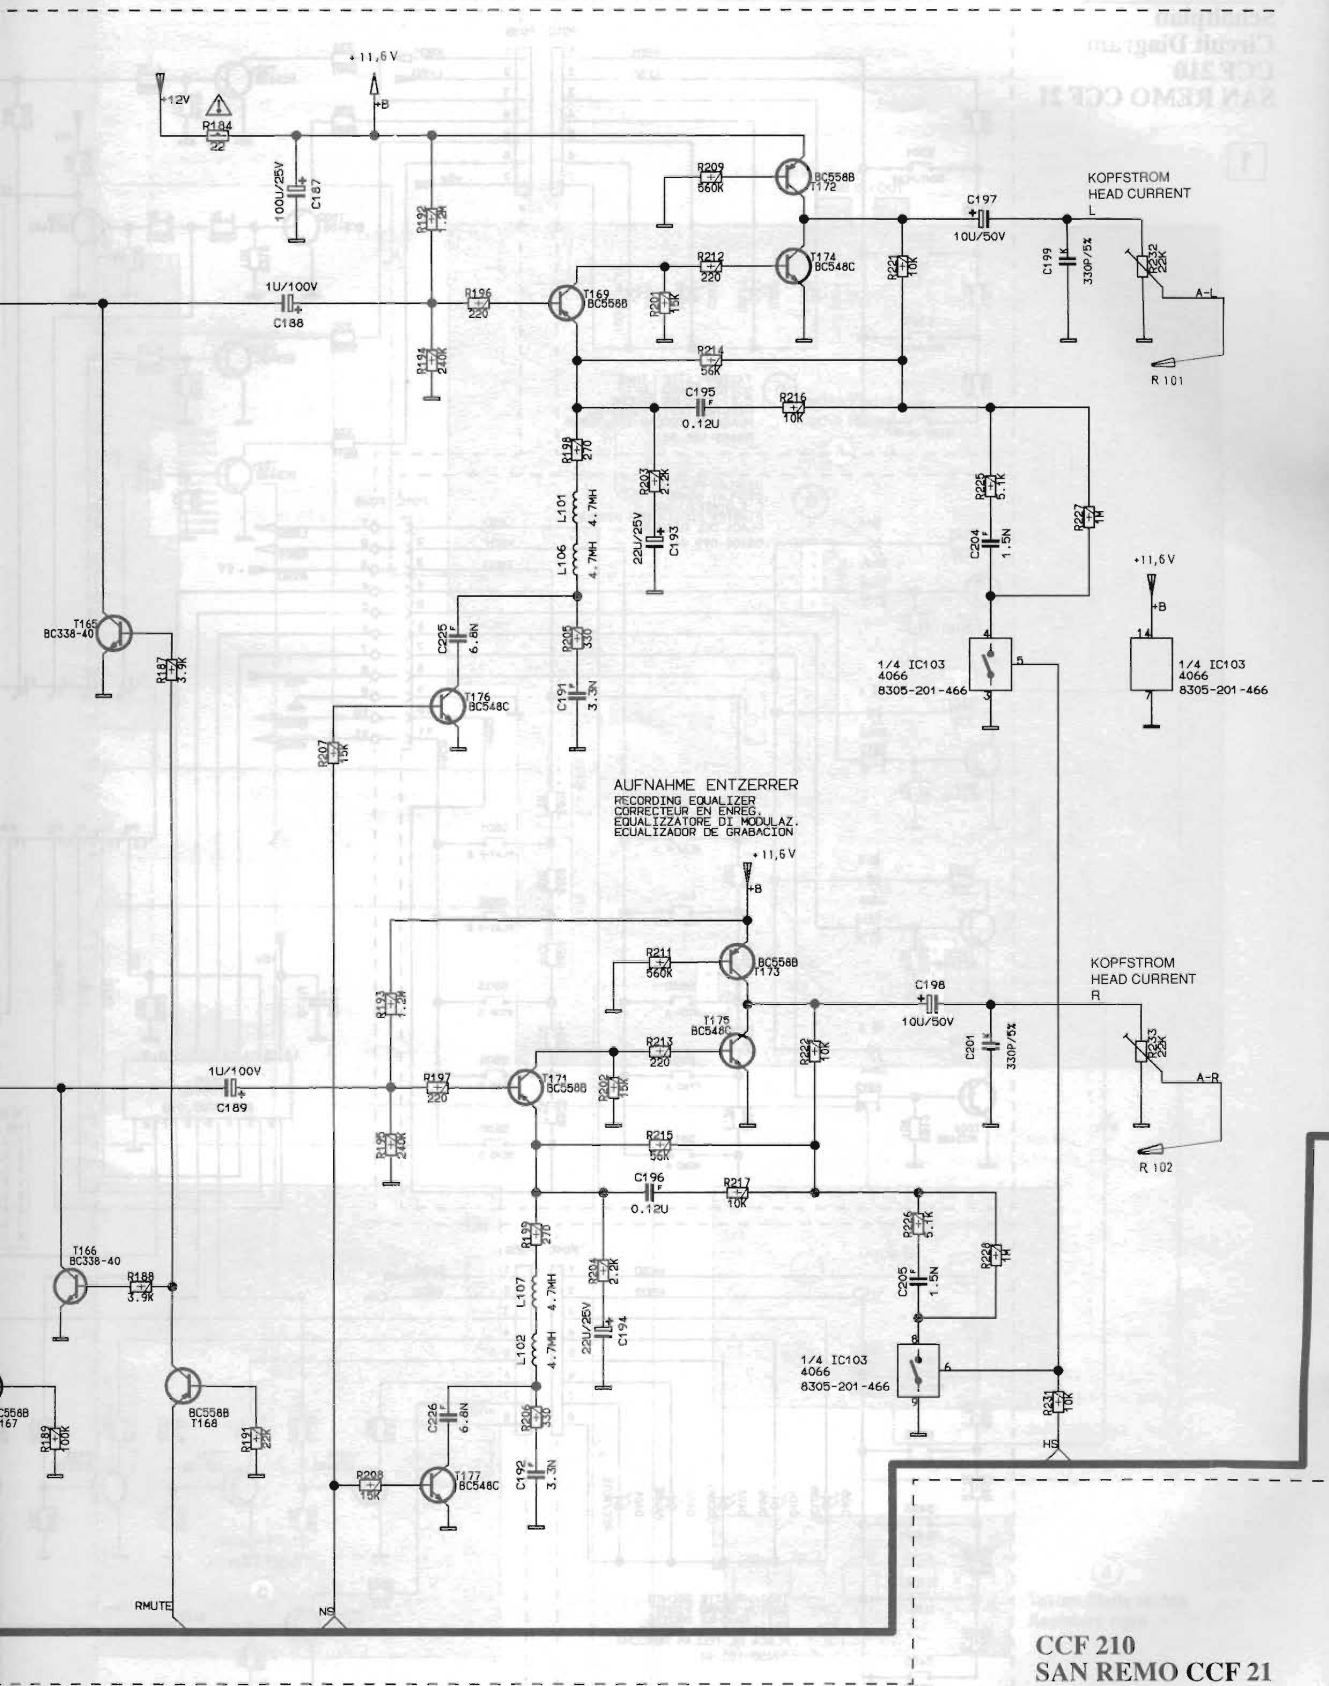 +11,6V
+12V
+B
R184
22
100U/25V
C187
R192
1.2M
R209
560K
BC558B
T172
KOPFSTROM
HEAD CURRENT
L
C197
10U/50V
R212
220
T174
BC548C
R221
10K
C199
330P/5%
R232
22K
A-L
R 101
1U/100V
C188
R196
220
T169
BC558B
R201
15K
R194
240K
R214
56K
C195
0.12U
R216
10K
R198
270
R203
2.2K
L101
4.7MH
22U/25V
C193
L106
4.7MH
R225
5.1K
C204
1.5N
R227
1M
+11,6V
+B
T165
BC338-40
R187
3.9K
C225
6.8N
R205
330
C191
3.3N
T176
BC548C
R207
15K
4
5
3
1/4 IC103
4066
8305-201-466
14
7
1/4 IC103
4066
8305-201-466
AUFNAHME ENTZERRER
RECORDING EQUALIZER
CORRECTEUR EN ENREG.
EQUALIZZATORE DI MODULAZ.
ECUALIZADOR DE GRABACION
+11,6V
+B
R211
560K
BC558B
T173
KOPFSTROM
HEAD CURRENT
R
R193
1.2M
C198
10U/50V
T175
BC548C
R213
220
R222
10K
C201
330P/5%
R233
22K
A-R
R 102
1U/100V
C189
R197
220
T171
BC558B
R202
15K
R195
240K
R215
56K
C196
0.12U
R217
10K
R199
270
R204
2.2K
L107
4.7MH
22U/25V
C194
L102
4.7MH
R226
5.1K
C205
1.5N
R228
1M
T166
BC338-40
R188
3.9K
8
6
9
1/4 IC103
4066
8305-201-466
R231
10K
HS
C558B
167
R189
100K
BC558B
T168
R191
22K
C226
6.8N
R206
330
C192
3.3N
R208
15K
T177
BC548C
RMUTE
NS
CCF 210
SAN REMO CCF 21